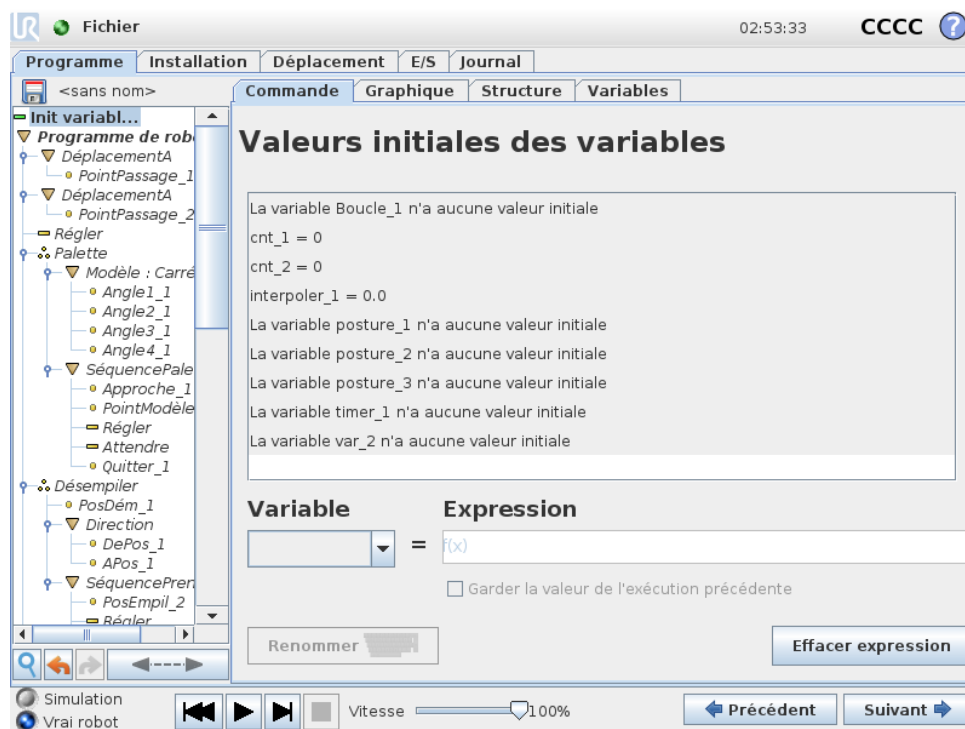 UR Fichier 02:53:33 CCCC ?
Programme Installation Déplacement E/S Journal
<sans nom> Commande Graphique Structure Variables
Init variabl...
Programme de rob
DéplacementA
PointPassage_1
DéplacementA
PointPassage_2
Régler
Palette
Modèle : Carré
Angle1_1
Angle2_1
Angle3_1
Angle4_1
SéquencePale
Approche_1
PointModèle
Régler
Attendre
Quitter_1
Désempiler
PosDém_1
Direction
DePos_1
APos_1
SéquencePren
PosEmpil_2
Régler
Valeurs initiales des variables
La variable Boucle_1 n'a aucune valeur initiale
cnt_1 = 0
cnt_2 = 0
interpoler_1 = 0.0
La variable posture_1 n'a aucune valeur initiale
La variable posture_2 n'a aucune valeur initiale
La variable posture_3 n'a aucune valeur initiale
La variable timer_1 n'a aucune valeur initiale
La variable var_2 n'a aucune valeur initiale
Variable Expression
= f(x)
Garder la valeur de l'exécution précédente
Renommer Effacer expression
Simulation
Vrai robot
Vitesse 100% Précédent Suivant